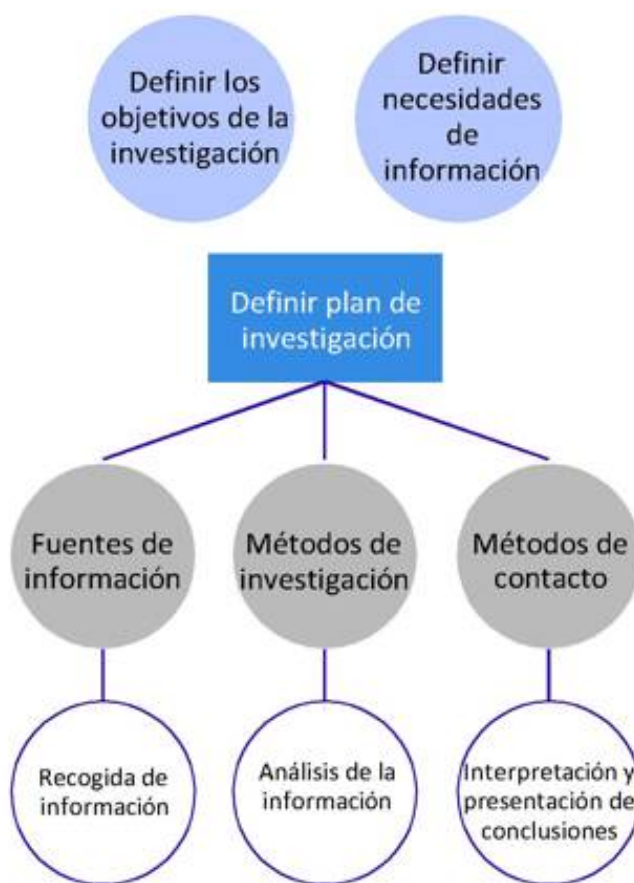 Definir los
objetivos de la
investigación
Definir
necesidades
de
información
Definir plan de
investigación
Fuentes de
información
Métodos de
investigación
Métodos de
contacto
Recogida de
información
Análisis de la
información
Interpretación y
presentación de
conclusiones